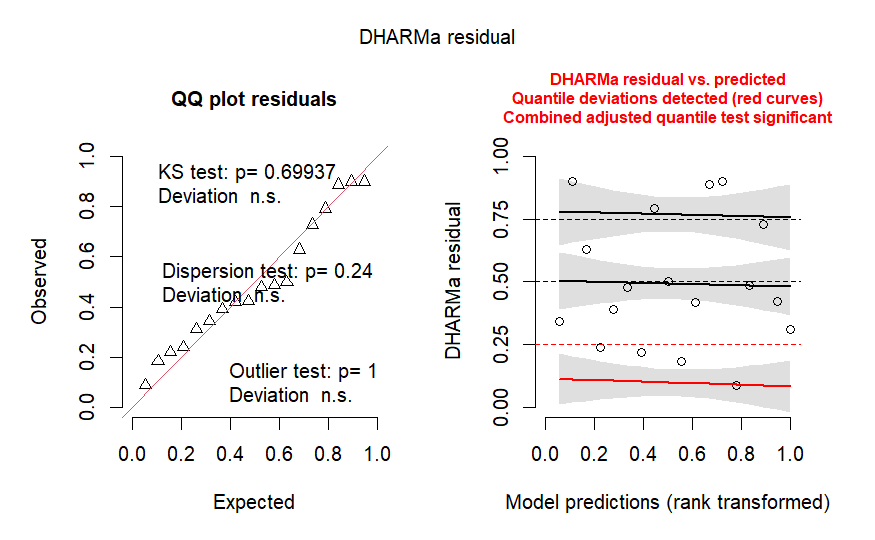 DHARMa residual
QQ plot residuals
KS test: p= 0.69937
Deviation n.s.
Dispersion test: p= 0.24
Deviation n.s.
Outlier test: p= 1
Deviation n.s.
Observed
0.0 0.2 0.4 0.6 0.8 1.0
0.0 0.2 0.4 0.6 0.8 1.0
Expected
DHARMa residual vs. predicted
Quantile deviations detected (red curves)
Combined adjusted quantile test significant
DHARMa residual
0.00 0.25 0.50 0.75 1.00
0.0 0.2 0.4 0.6 0.8 1.0
Model predictions (rank transformed)